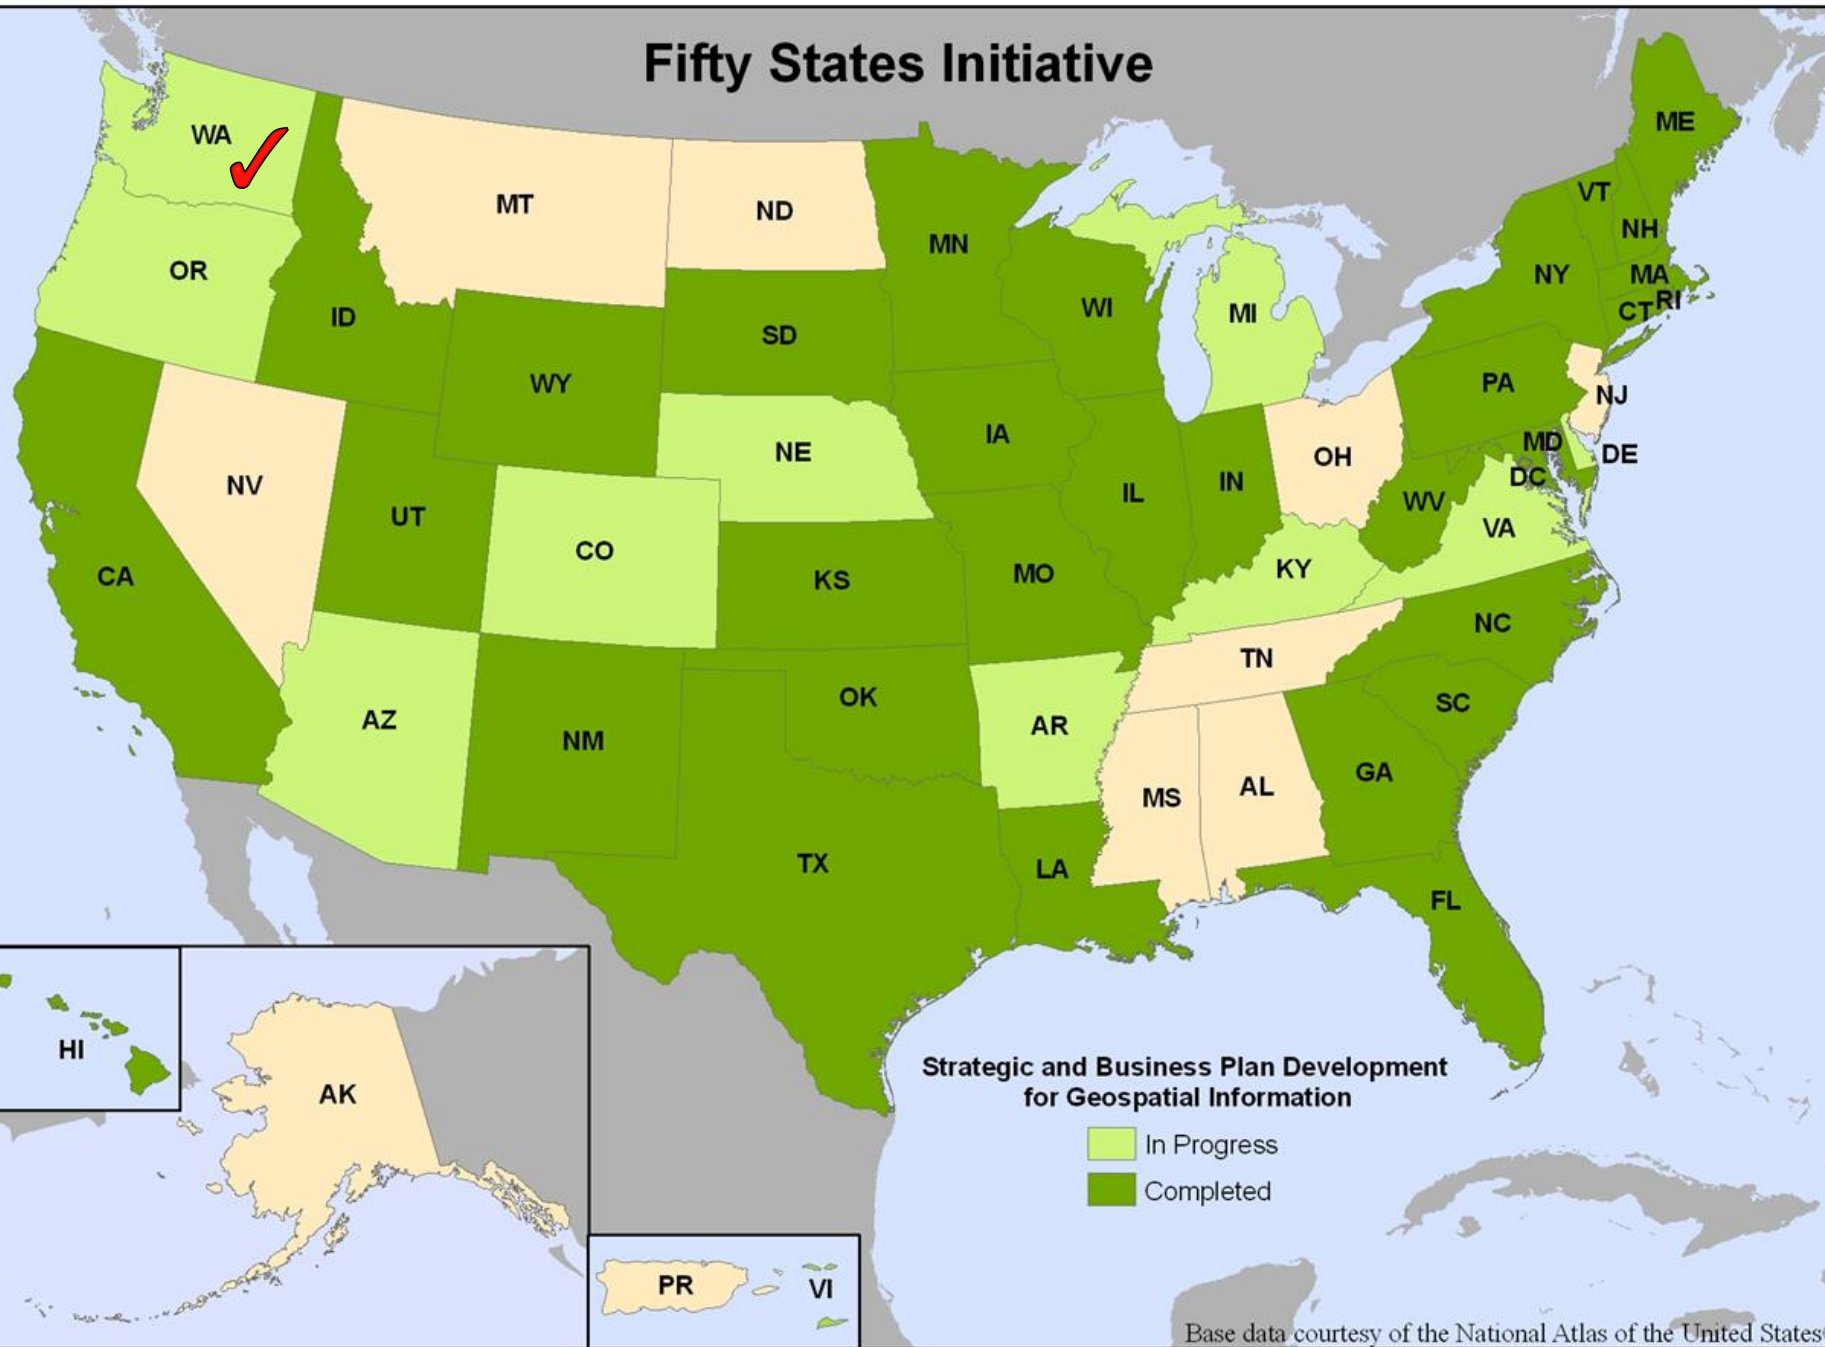 Fifty States Initiative
WA
MT
ND
MN
ME
VT
NH
OR
ID
SD
WI
MI
NY
MA
RI
CT
WY
PA
NJ
IA
NE
OH
MD
DE
DC
NV
UT
CO
IL
IN
WV
VA
CA
KS
MO
KY
NC
TN
AZ
NM
OK
AR
SC
MS
AL
GA
TX
LA
FL
HI
AK
Strategic and Business Plan Development
for Geospatial Information
In Progress
Completed
PR
VI
Base data courtesy of the National Atlas of the United States